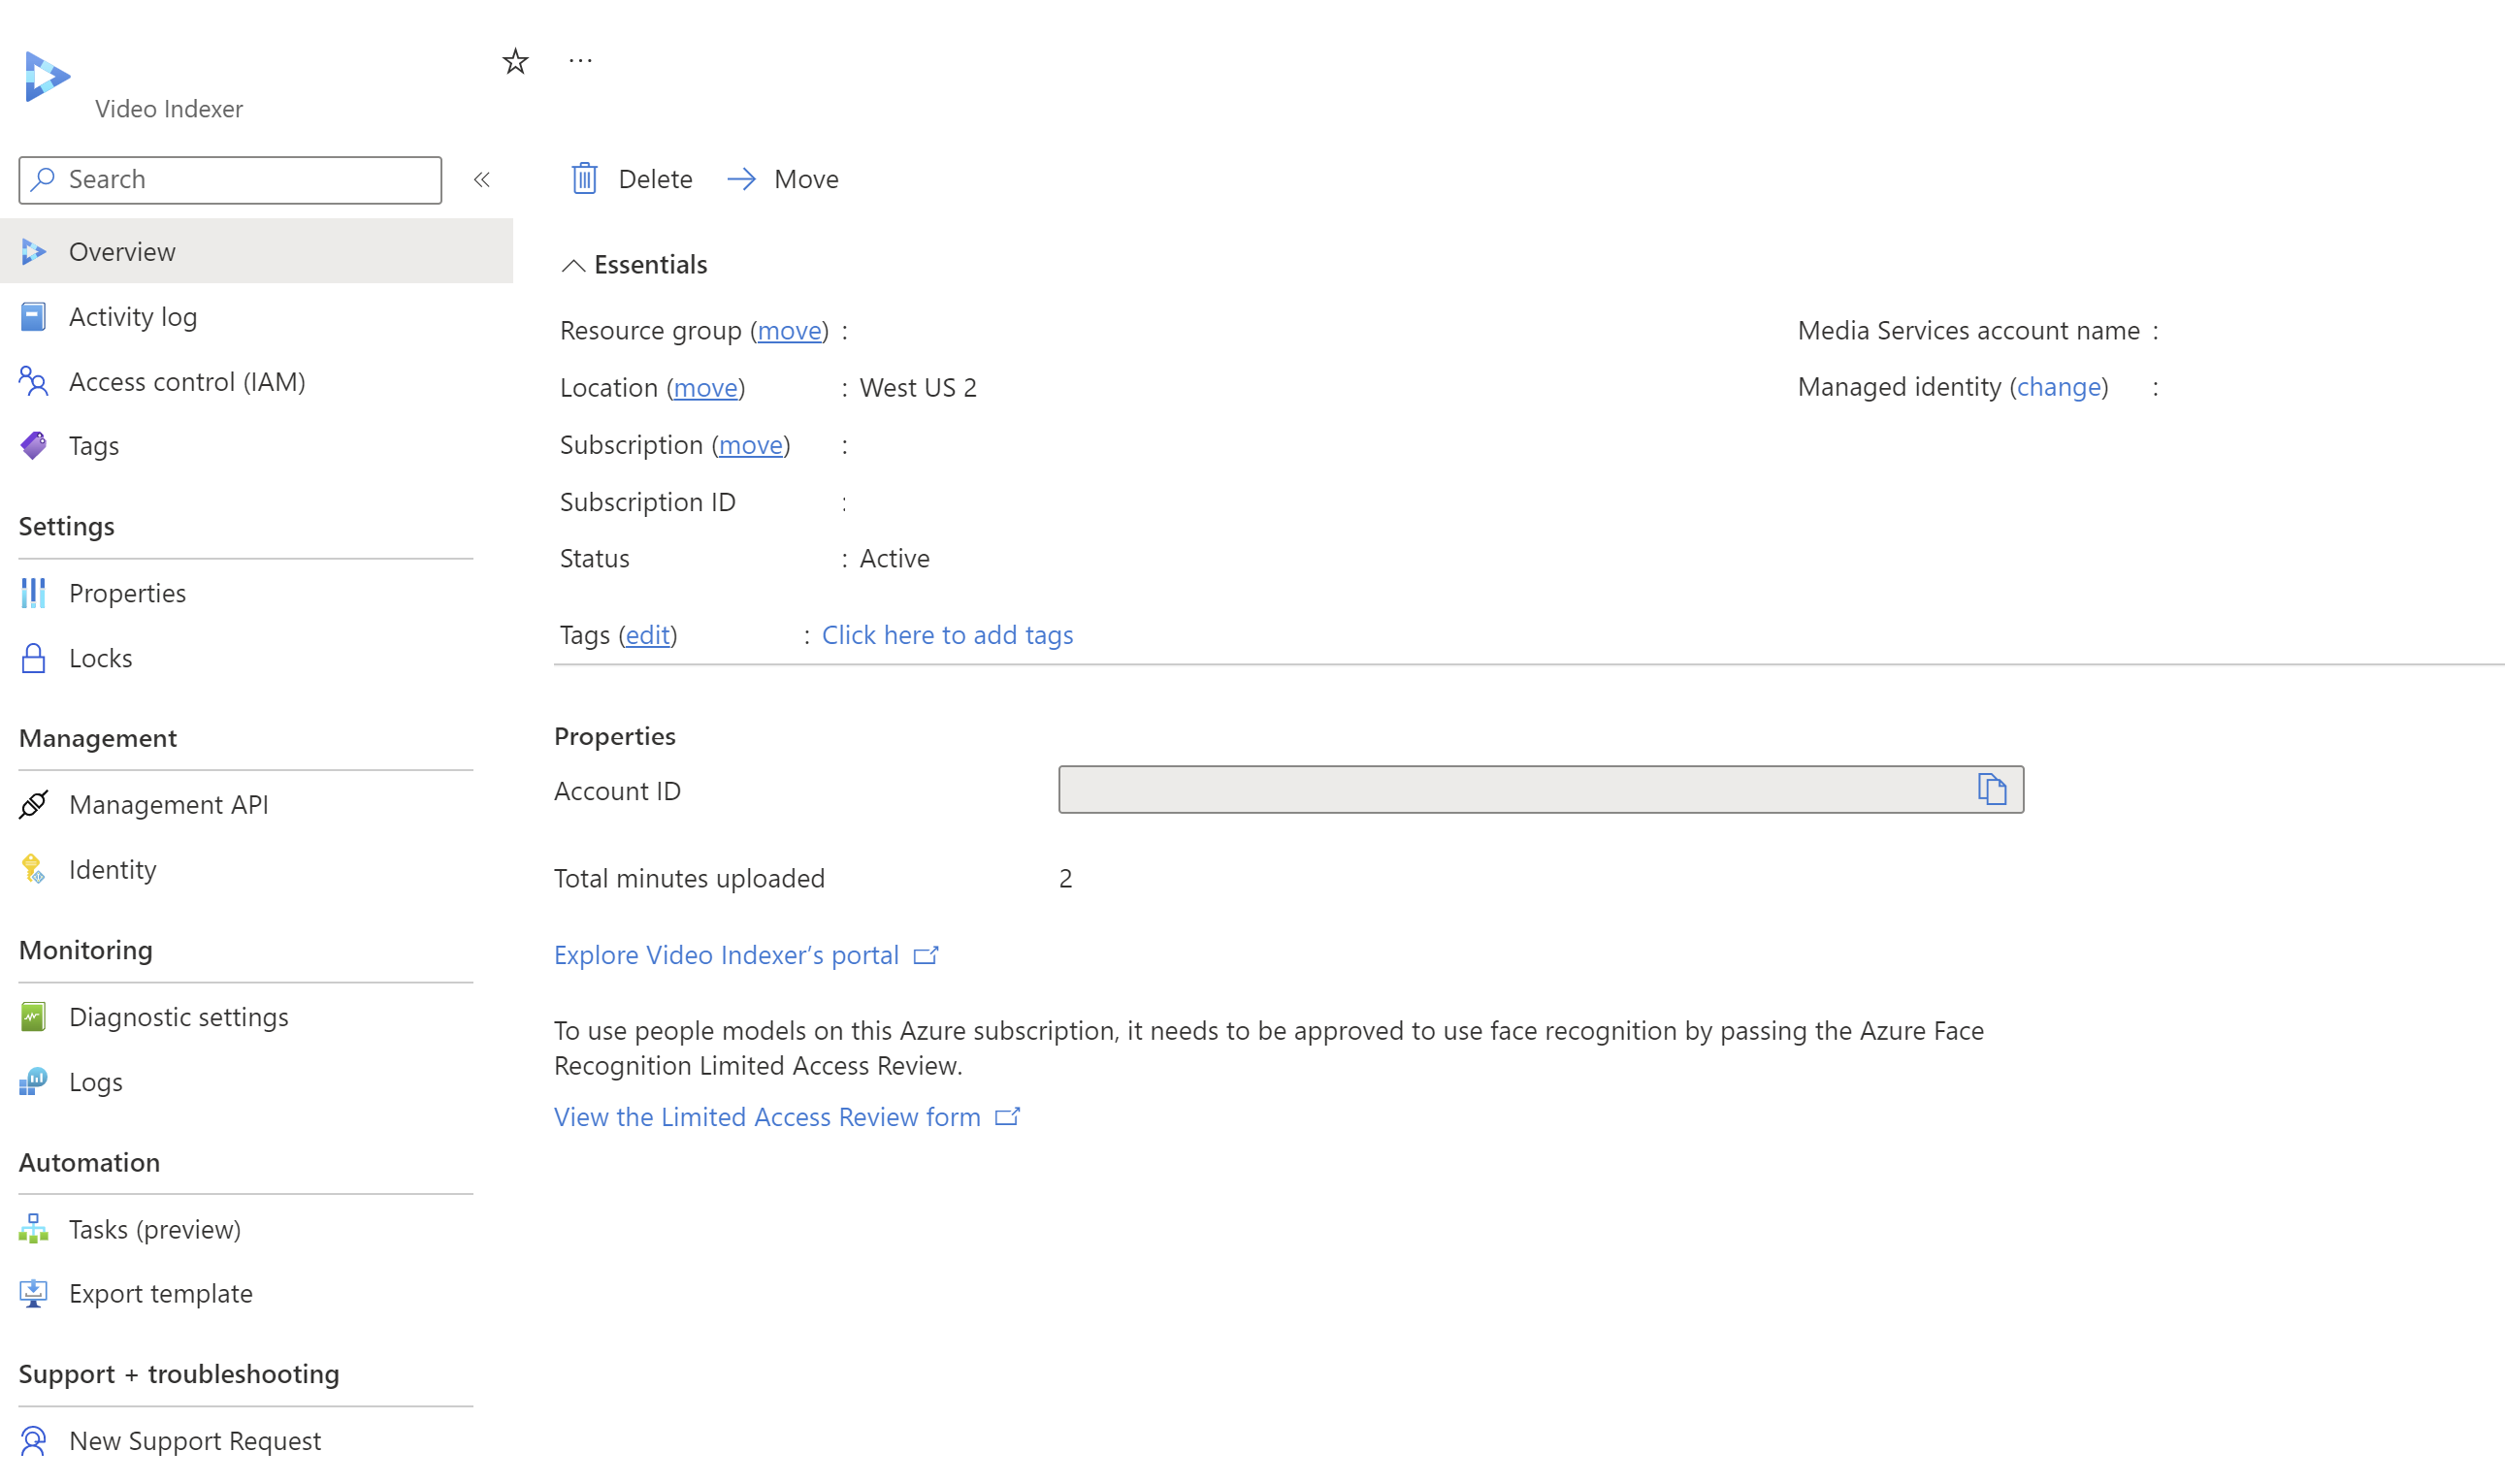 Video Indexer
☆ ...
Search
«
Overview
Activity log
Access control (IAM)
Tags
Settings
Properties
Locks
Management
Management API
Identity
Monitoring
Diagnostic settings
Logs
Automation
Tasks (preview)
Export template
Support + troubleshooting
New Support Request
Delete
Move
Essentials
Resource group (move) :
Location (move) : West US 2
Subscription (move) :
Subscription ID :
Status : Active
Media Services account name :
Managed identity (change) :
Tags (edit) : Click here to add tags
Properties
Account ID
Total minutes uploaded 2
Explore Video Indexer's portal
To use people models on this Azure subscription, it needs to be approved to use face recognition by passing the Azure Face
Recognition Limited Access Review.
View the Limited Access Review form